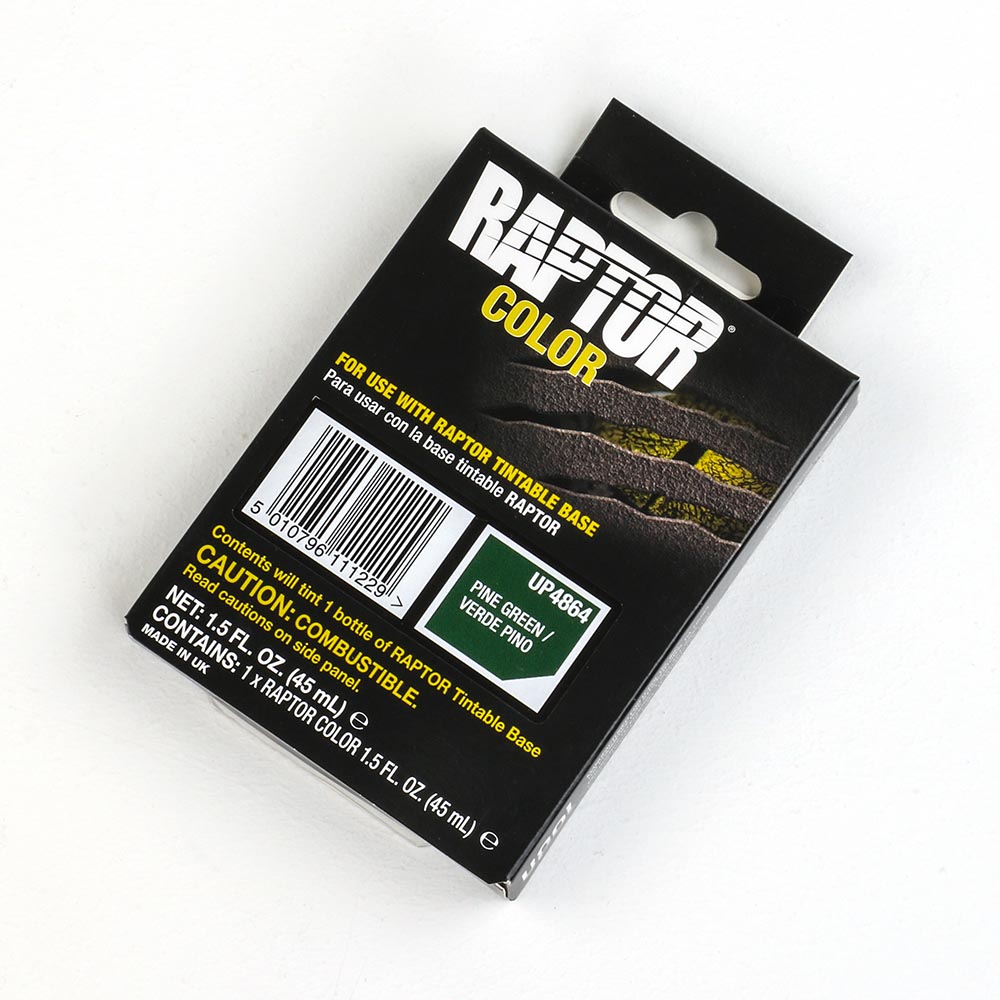 RAPTOR®
COLOR
FOR USE WITH RAPTOR TINTABLE BASE
Para usar con la base tintable RAPTOR
5 010796 111229 >
UP4864
PINE GREEN /
VERDE PINO
Contents will tint 1 bottle of RAPTOR Tintable Base
CAUTION: COMBUSTIBLE.
Read cautions on side panel.
NET: 1.5 FL. OZ. (45 mL) ℮
CONTAINS: 1 x RAPTOR COLOR 1.5 FL. OZ. (45 mL) ℮
MADE IN UK